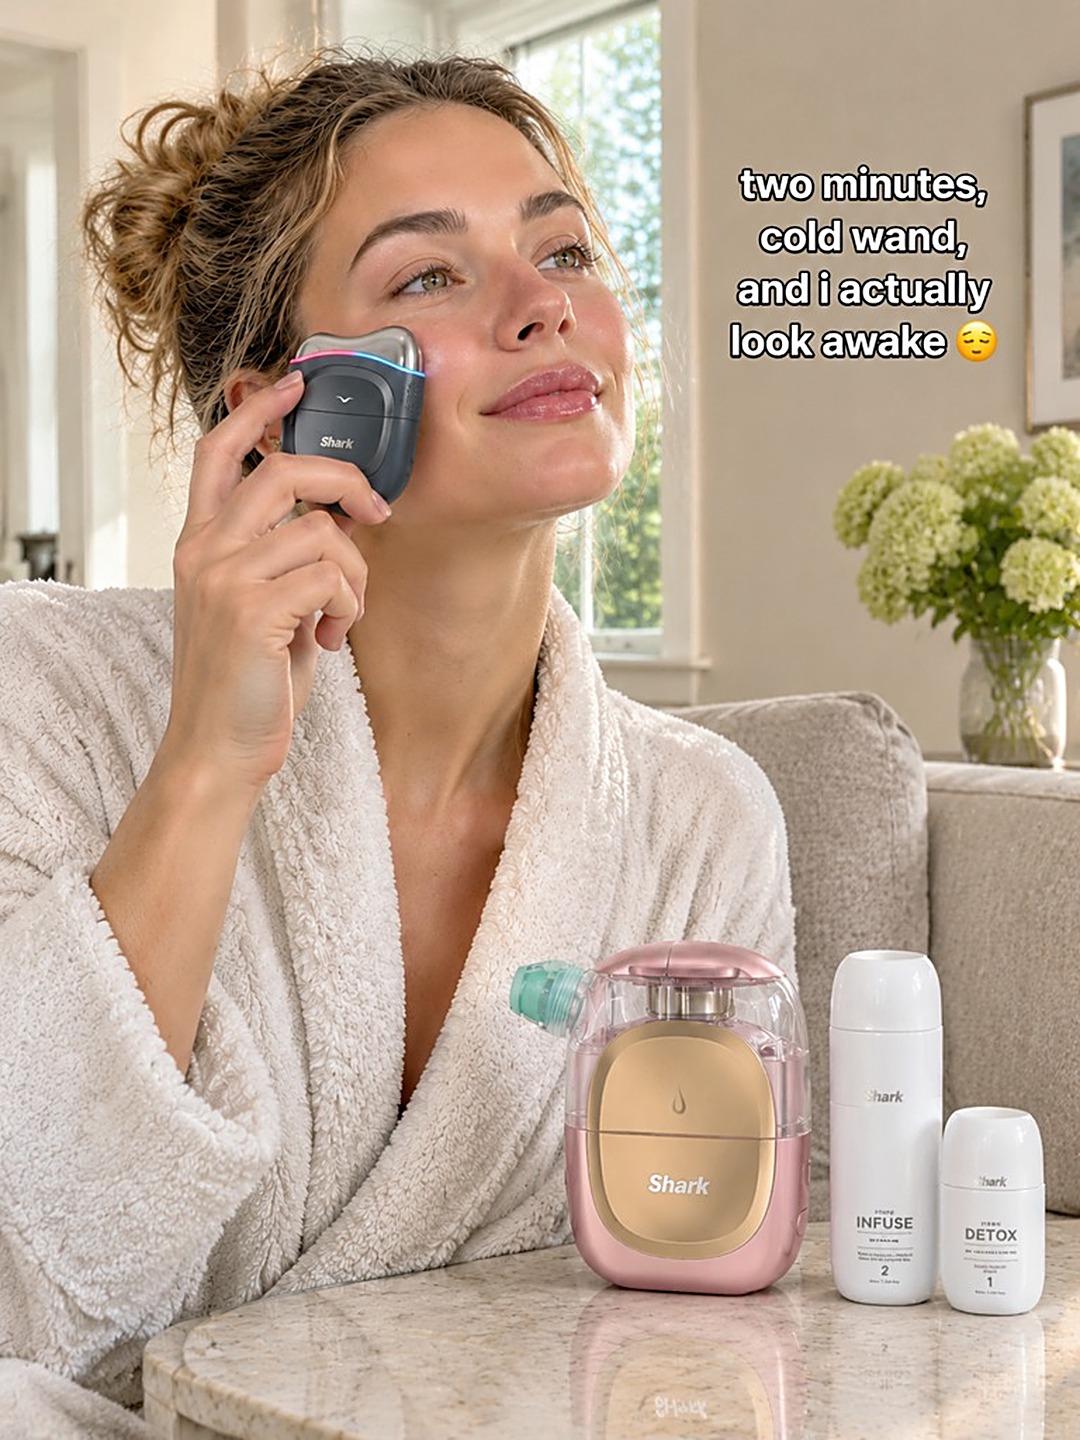 two minutes,
cold wand,
and i actually
look awake 😌
Shark
Shark
Shark
INFUSE
2
Shark
DETOX
1